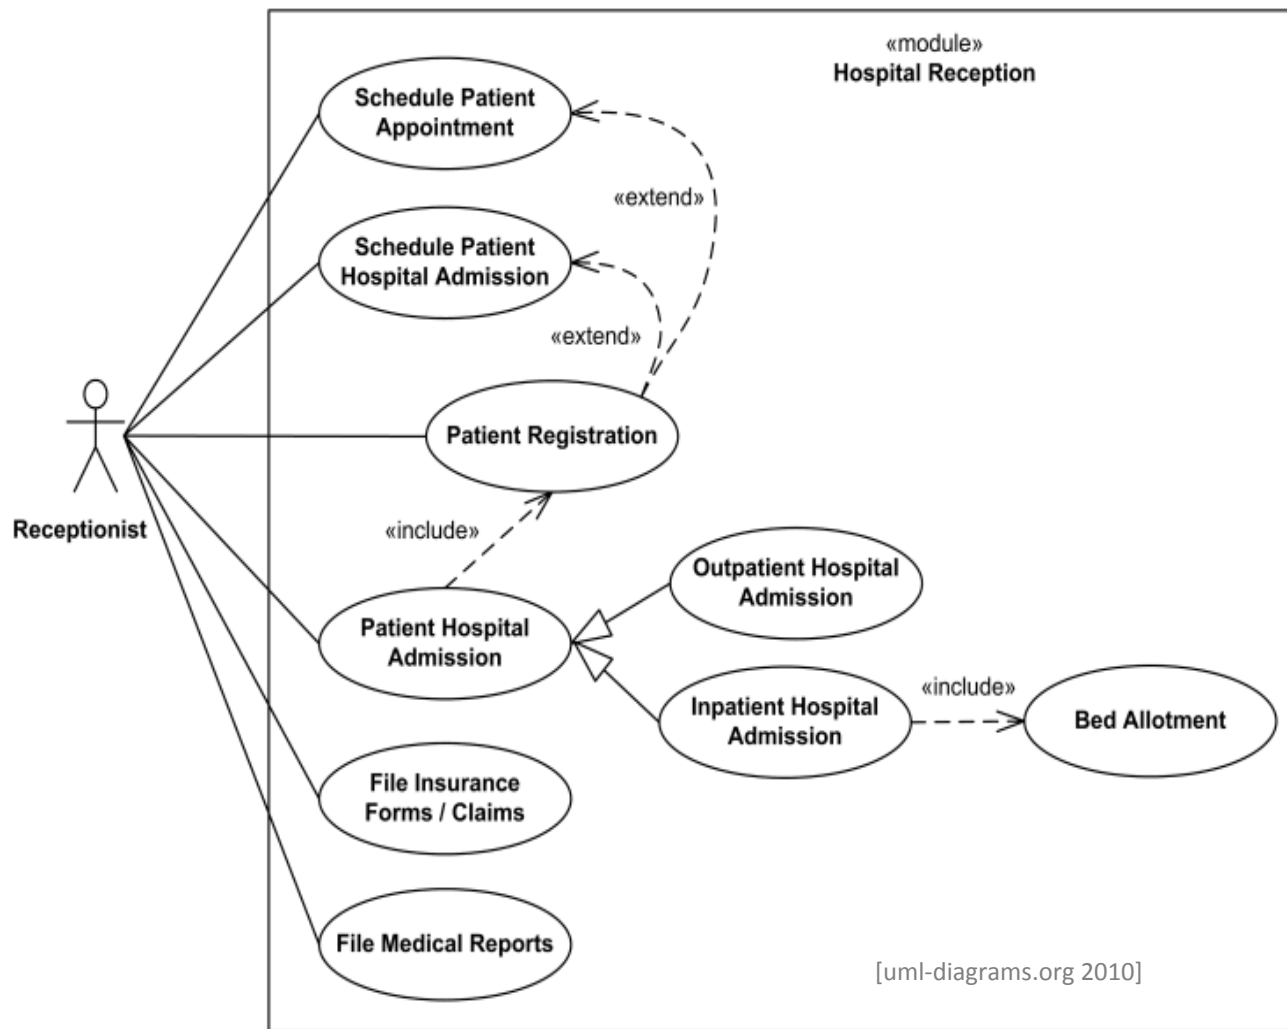 «module»
Hospital Reception
Schedule Patient
Appointment
«extend»
Schedule Patient
Hospital Admission
«extend»
Patient Registration
Receptionist
«include»
Outpatient Hospital
Admission
Patient Hospital
Admission
«include»
Inpatient Hospital
Admission
Bed Allotment
File Insurance
Forms / Claims
File Medical Reports
[uml-diagrams.org 2010]